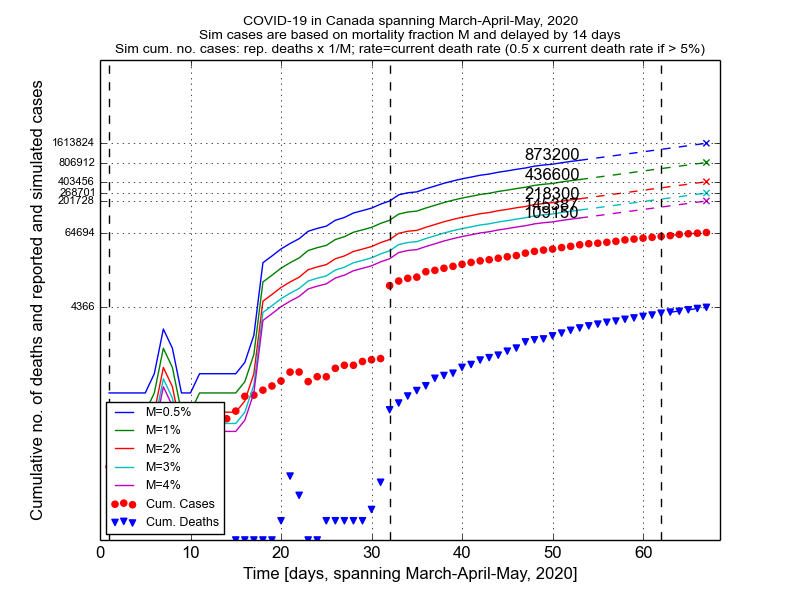 COVID-19 in Canada spanning March-April-May, 2020
Sim cases are based on mortality fraction M and delayed by 14 days
Sim cum. no. cases: rep. deaths x 1/M; rate=current death rate (0.5 x current death rate if > 5%)
Cumulative no. of deaths and reported and simulated cases
1613824
806912
403456
268701
201728
64694
4366
873200
436600
218300
145387
109150
M=0.5%
M=1%
M=2%
M=3%
M=4%
Cum. Cases
Cum. Deaths
0 10 20 30 40 50 60
Time [days, spanning March-April-May, 2020]